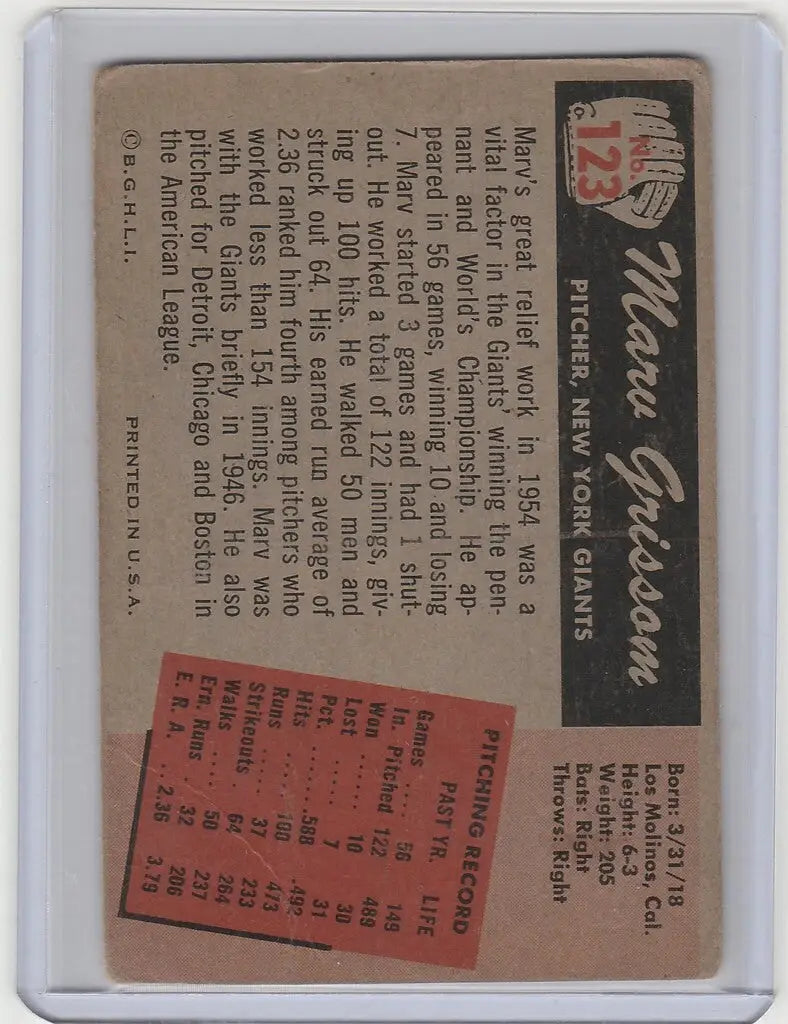 No.
123
Marv Grissom
PITCHER, NEW YORK GIANTS
Born: 3/31/18
Los Molinos, Cal.
Height: 6-3
Weight: 205
Bats: Right
Throws: Right
Marv's great relief work in 1954 was a
vital factor in the Giants' winning the pen-
nant and World's Championship. He ap-
peared in 56 games, winning 10 and losing
7. Marv started 3 games and had 1 shut-
out. He worked a total of 122 innings, giv-
ing up 100 hits. He walked 50 men and
struck out 64. His earned run average of
2.36 ranked him fourth among pitchers who
worked less than 154 innings. Marv was
with the Giants briefly in 1946. He also
pitched for Detroit, Chicago and Boston in
the American League.
© B.G.H.L.I.
PRINTED IN U.S.A.
PITCHING RECORD
PAST YR. LIFE
Games .... 56 149
In. Pitched 122 489
Won ...... 10 30
Lost ...... 7 31
Pct. ...... .588 .492
Hits ...... 100 473
Runs ..... 37 233
Strikeouts . 64 264
Walks .... 50 237
Ern. Runs . 32 206
E. R. A. .. 2.36 3.79